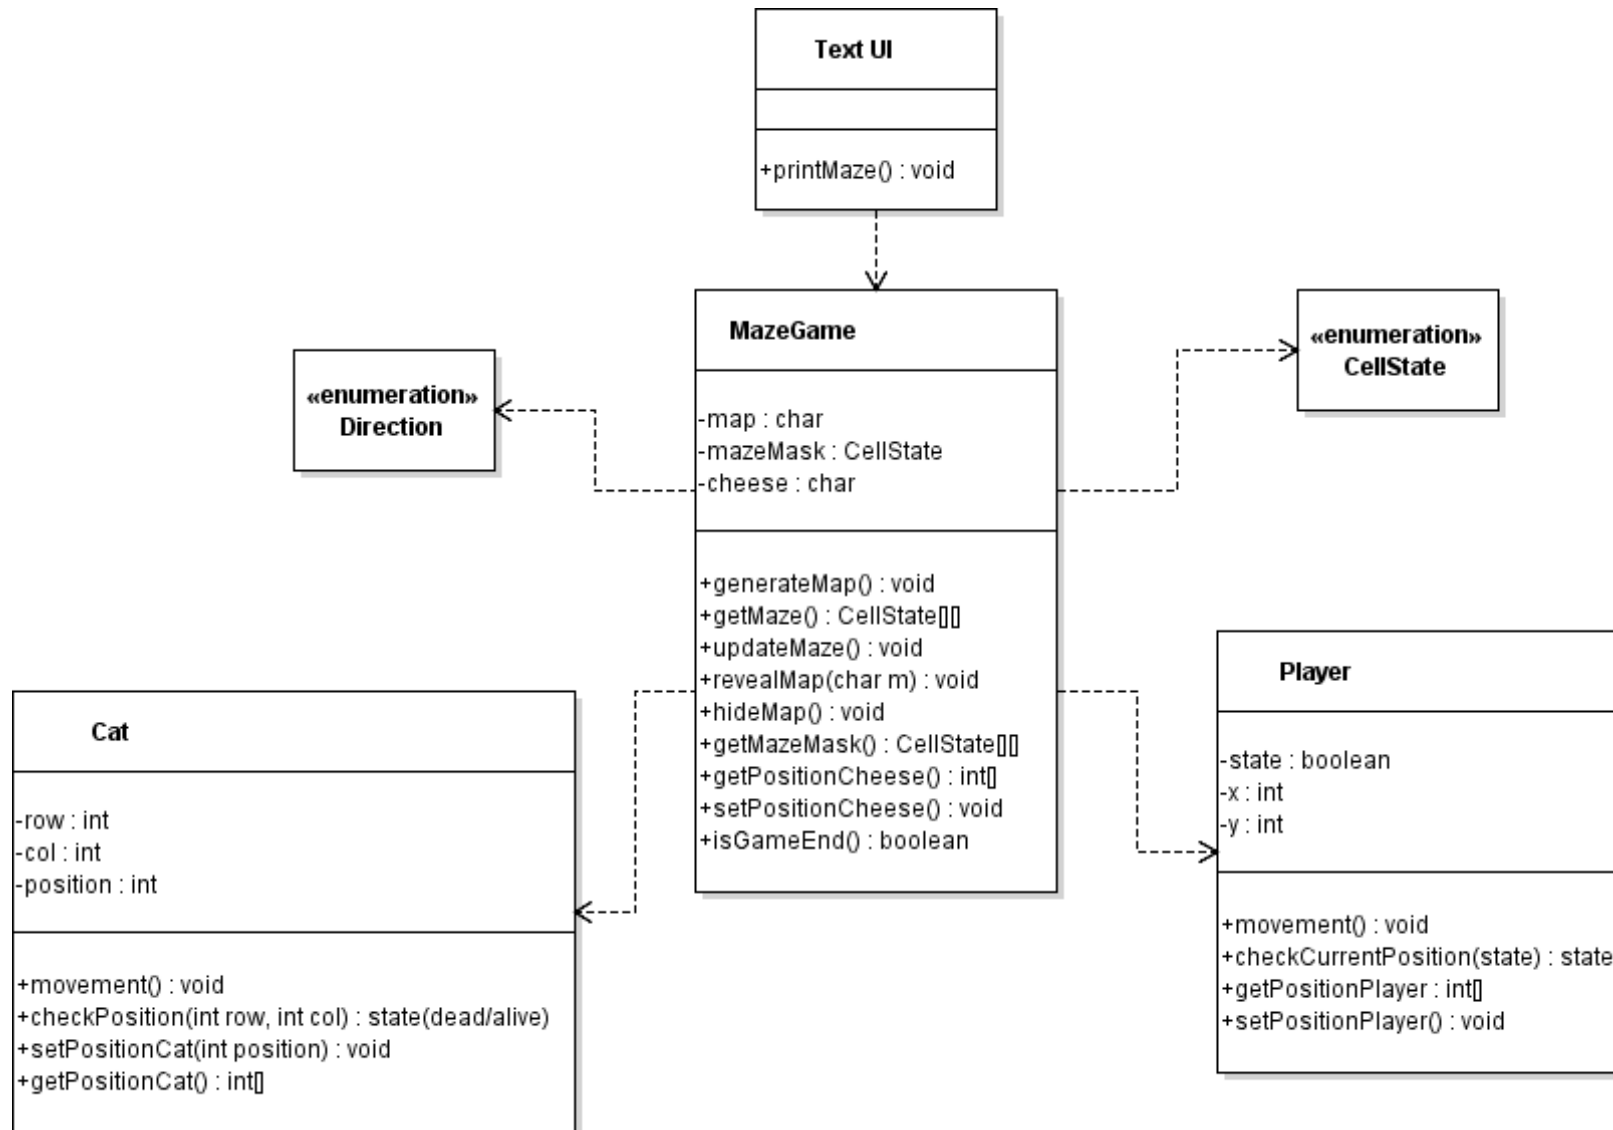 Text UI
+printMaze() : void
MazeGame
-map : char
-mazeMask : CellState
-cheese : char
+generateMap() : void
+getMaze() : CellState[][]
+updateMaze() : void
+revealMap(char m) : void
+hideMap() : void
+getMazeMask() : CellState[][]
+getPositionCheese() : int[]
+setPositionCheese() : void
+isGameEnd() : boolean
«enumeration»
Direction
«enumeration»
CellState
Cat
-row : int
-col : int
-position : int
+movement() : void
+checkPosition(int row, int col) : state(dead/alive)
+setPositionCat(int position) : void
+getPositionCat() : int[]
Player
-state : boolean
-x : int
-y : int
+movement() : void
+checkCurrentPosition(state) : state
+getPositionPlayer : int[]
+setPositionPlayer() : void